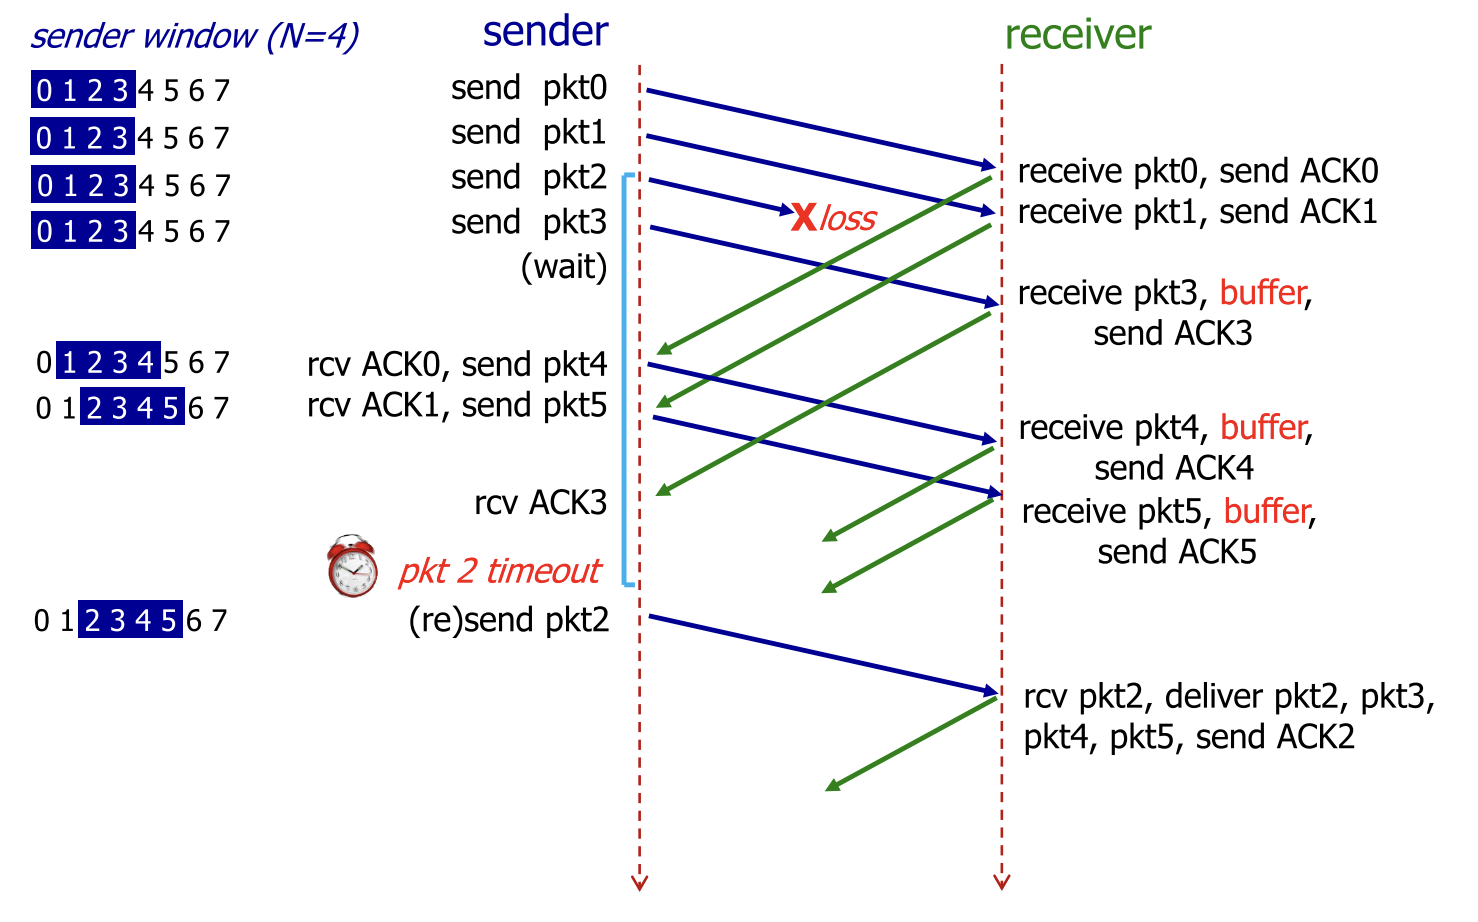 sender window (N=4) sender receiver
0 1 2 3 4 5 6 7 send pkt0
0 1 2 3 4 5 6 7 send pkt1
receive pkt0, send ACK0
0 1 2 3 4 5 6 7 send pkt2
receive pkt1, send ACK1
0 1 2 3 4 5 6 7 send pkt3
X loss
(wait)
receive pkt3, buffer,
send ACK3
0 1 2 3 4 5 6 7 rcv ACK0, send pkt4
0 1 2 3 4 5 6 7 rcv ACK1, send pkt5
receive pkt4, buffer,
send ACK4
rcv ACK3
receive pkt5, buffer,
send ACK5
pkt 2 timeout
0 1 2 3 4 5 6 7 (re)send pkt2
rcv pkt2, deliver pkt2, pkt3,
pkt4, pkt5, send ACK2